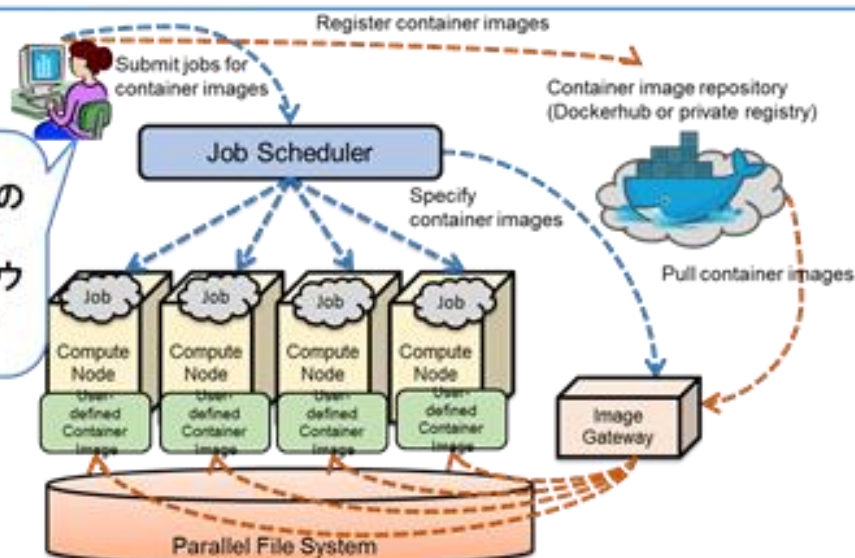 Register container images
Submit jobs for
container images
Container image repository
(Dockerhub or private registry)
Job Scheduler
の
ウ
Specify
container images
Pull container images
Job
Job
Job
Job
Compute
Node
Compute
Node
Compute
Node
Compute
Node
User-
defined
Container
Image
User-
defined
Container
Image
User-
defined
Container
Image
User-
defined
Container
Image
Image
Gateway
Parallel File System